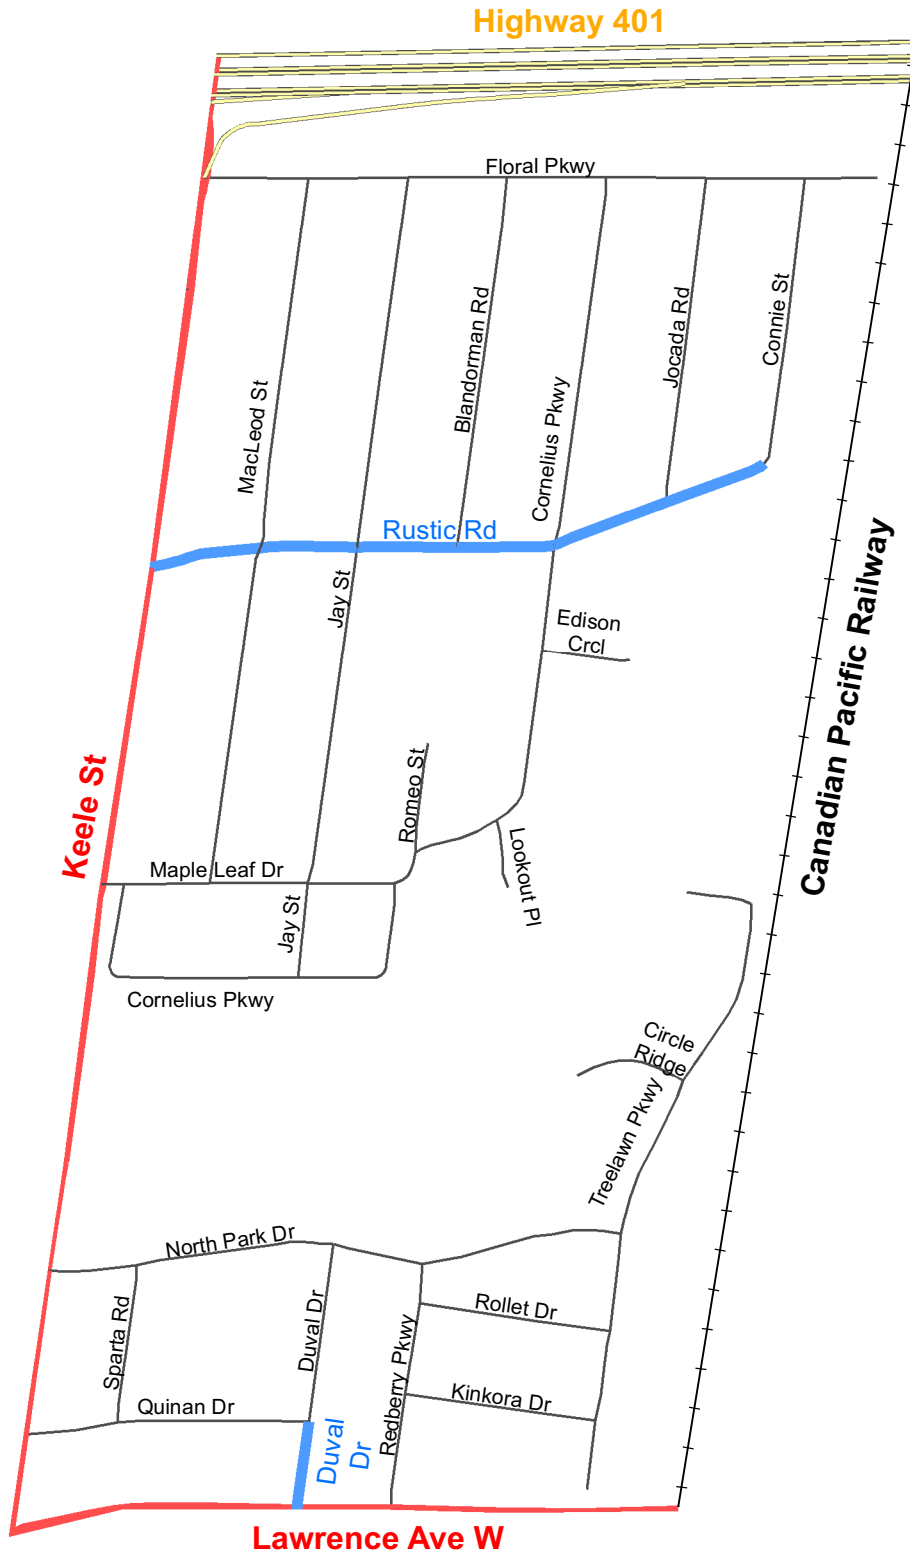 Highway 401
Floral Pkwy
Connie St
Jocada Rd
Blandorman Rd
MacLeod St
Cornelius Pkwy
Rustic Rd
Jay St
Edison
Crcl
Canadian Pacific Railway
Keele St
Romeo St
Lookout Pl
Maple Leaf Dr
Jay St
Cornelius Pkwy
Circle
Ridge
Treelawn Pkwy
North Park Dr
Rollet Dr
Sparta Rd
Duval Dr
Redberry Pkwy
Kinkora Dr
Quinan Dr
Duval
Dr
Lawrence Ave W